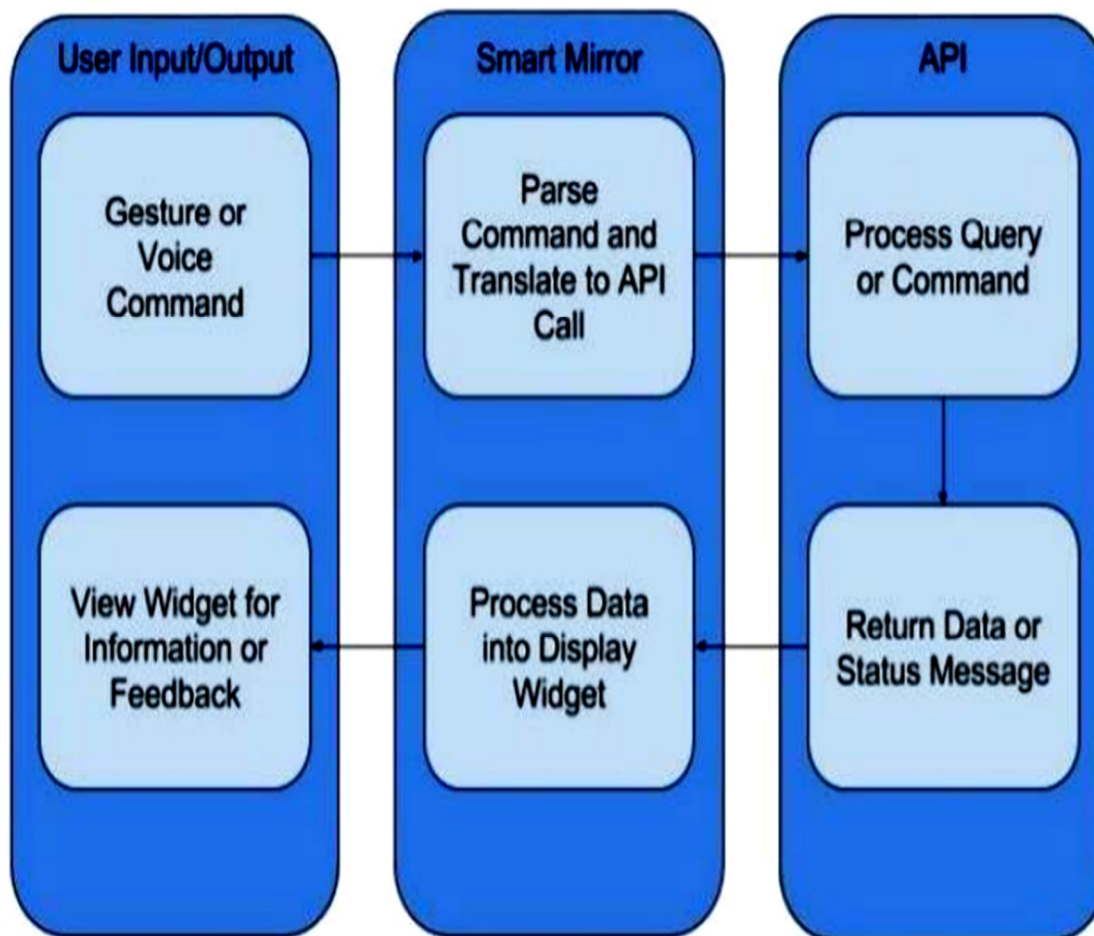 User Input/Output
Smart Mirror
API
Gesture or
Voice
Command
Parse
Command and
Translate to API
Call
Process Query
or Command
View Widget for
Information or
Feedback
Process Data
into Display
Widget
Return Data or
Status Message